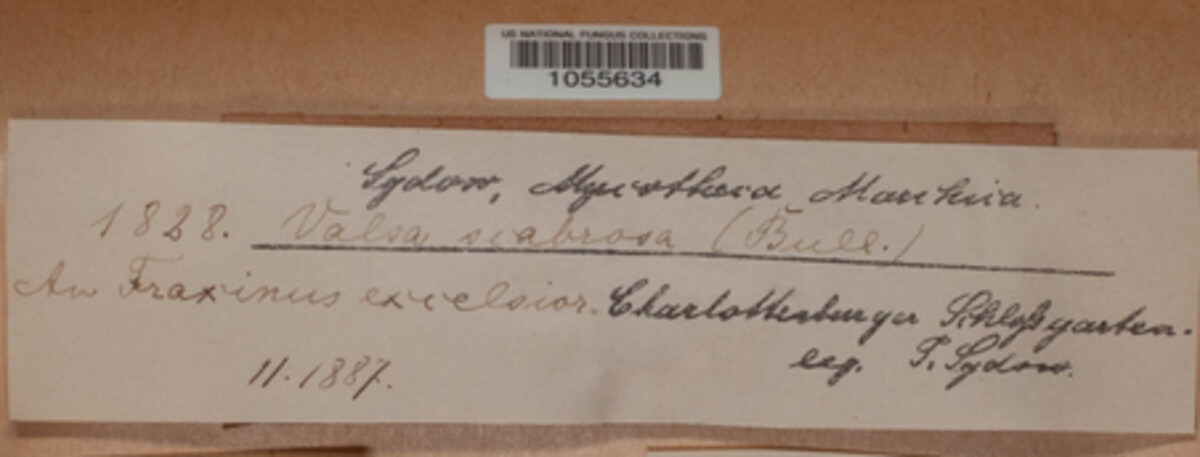 US NATIONAL FUNGUS COLLECTIONS
1055634
Sydow, Mycotheca Marchica.
1828. Valsa scabrosa (Bull.)
An Fraxinus excelsior. Charlottenburger Schloßgarten.
11. 1887. leg. P. Sydow.